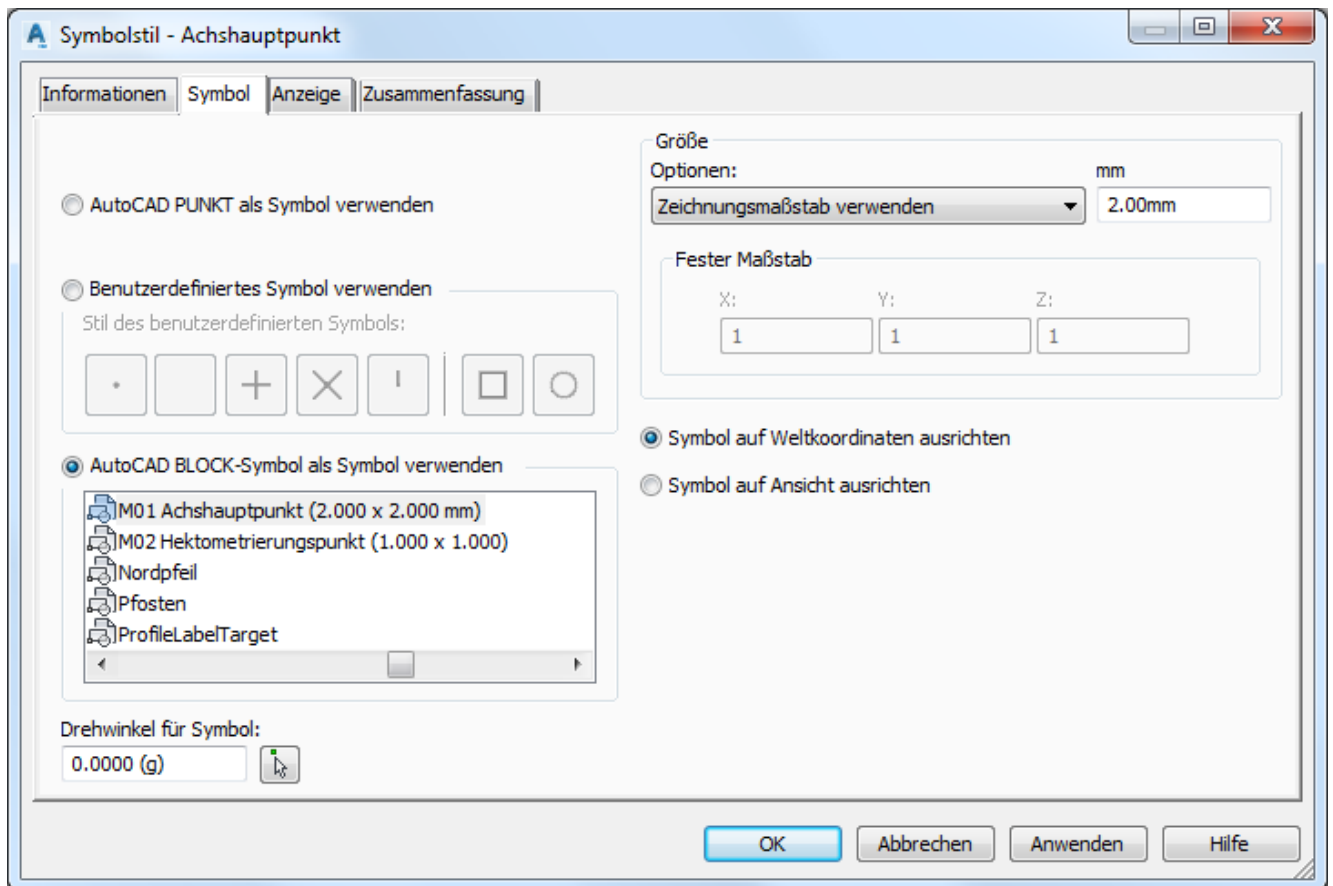 Symbolstil - Achshauptpunkt
Informationen Symbol Anzeige Zusammenfassung
AutoCAD PUNKT als Symbol verwenden
Benutzerdefiniertes Symbol verwenden
Stil des benutzerdefinierten Symbols:
AutoCAD BLOCK-Symbol als Symbol verwenden
M01 Achshauptpunkt (2.000 x 2.000 mm)
M02 Hektometrierungspunkt (1.000 x 1.000)
Nordpfeil
Pfosten
ProfileLabelTarget
Drehwinkel für Symbol:
0.0000 (g)
Größe
Optionen: mm
Zeichnungsmaßstab verwenden 2.00mm
Fester Maßstab
X: Y: Z:
1 1 1
Symbol auf Weltkoordinaten ausrichten
Symbol auf Ansicht ausrichten
OK Abbrechen Anwenden Hilfe